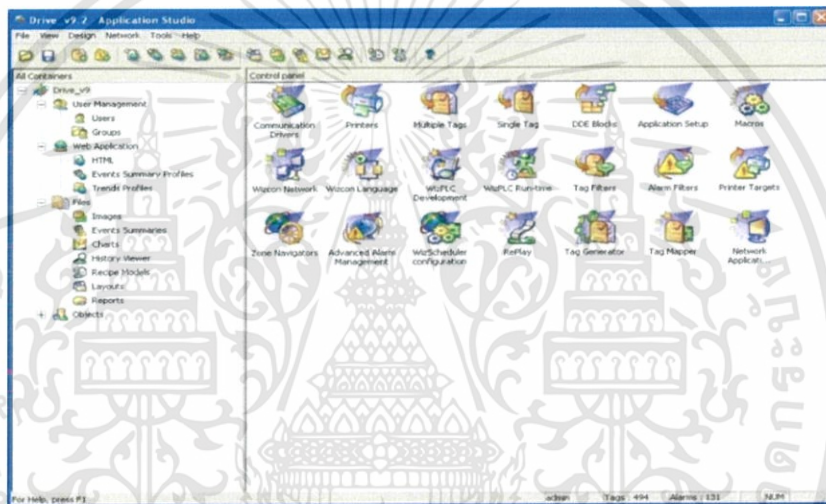 Drive_v9.2 Application Studio
File View Design Network Tools Help
All Containers
Drive_v9
User Management
Users
Groups
Web Application
HTML
Events Summary Profiles
Trends Profiles
Files
Images
Events Summaries
Charts
History Viewer
Recipe Models
Layouts
Reports
Objects
Control panel
Communication Drivers
Printers
Multiple Tags
Single Tag
DDE Blocks
Application Setup
Macros
Wizcon Network
Wizcon Language
WizPLC Development
WizPLC Run-time
Tag Filters
Alarm Filters
Printer Targets
Zone Navigators
Advanced Alarm Management
WizScheduler configuration
RePlay
Tag Generator
Tag Mapper
Network Applicati...
For Help, press F1
admin Tags : 494 Alarms : 131 NUM